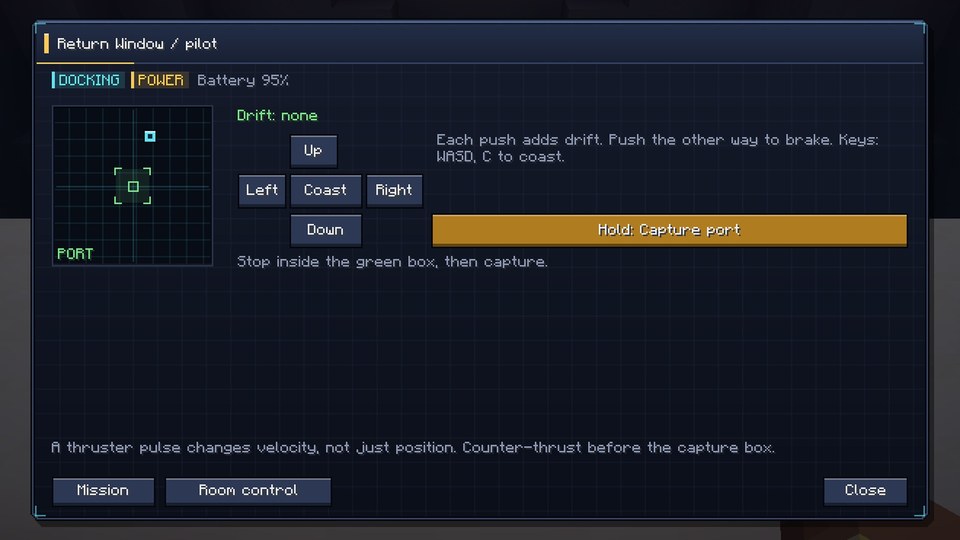 Return Window / pilot
DOCKING POWER Battery 95%
Drift: none
Up
Each push adds drift. Push the other way to brake. Keys:
WASD, C to coast.
Left Coast Right
Down
Hold: Capture port
PORT
Stop inside the green box, then capture.
A thruster pulse changes velocity, not just position. Counter-thrust before the capture box.
Mission Room control Close